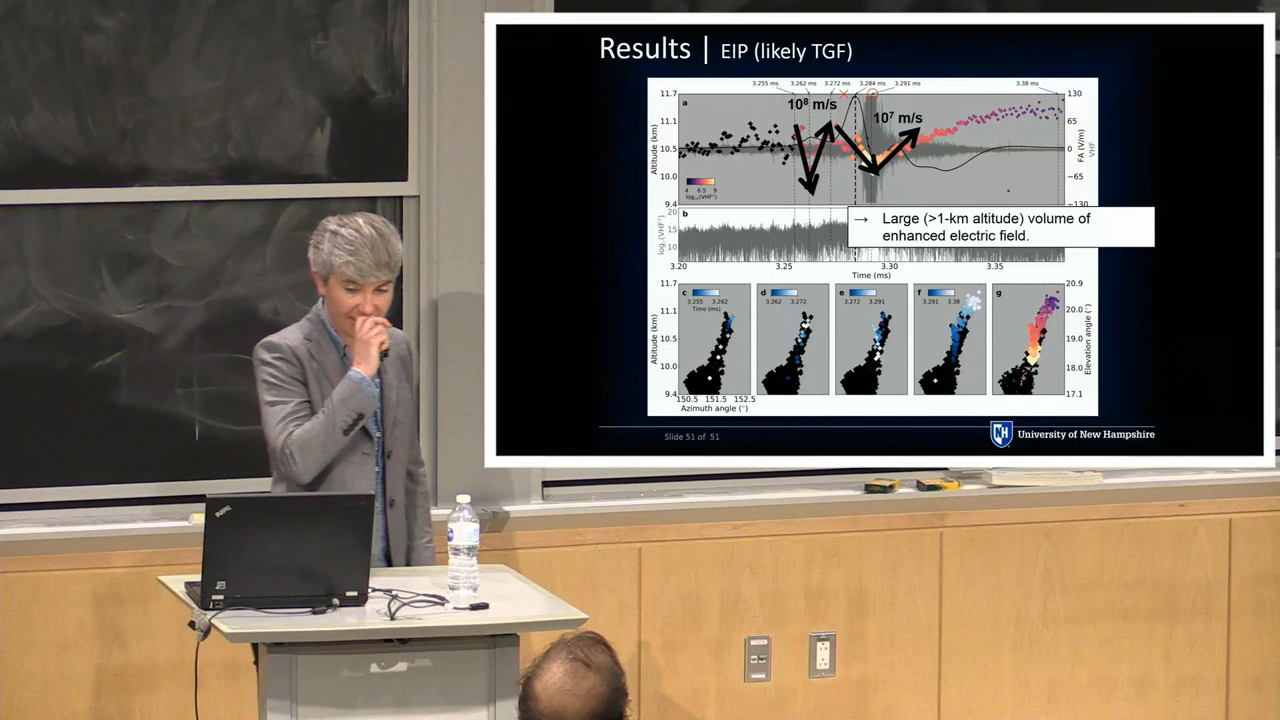 Results | EIP (likely TGF)
3.255 ms 3.262 ms 3.272 ms 3.284 ms 3.291 ms 3.38 ms
11.7
11.1
10.5
10.0
9.4
Altitude (km)
a
10⁸ m/s
10⁷ m/s
4 6.5 9
log₁₀(VHF²)
130
65
0
−65
−130
FA (V/m)
VHF
b
20
15
10
log₁₀(VHF²)
→ Large (>1-km altitude) volume of
enhanced electric field.
3.20 3.25 3.30 3.35
Time (ms)
11.7
11.1
10.5
10.0
9.4
Altitude (km)
c
3.255 3.262
Time (ms)
d
3.262 3.272
e
3.272 3.291
f
3.291 3.38
g
20.9
20.0
19.0
18.0
17.1
Elevation angle (°)
150.5 151.5 152.5
Azimuth angle (°)
Slide 51 of 51
NH
University of New Hampshire
ThinkPad